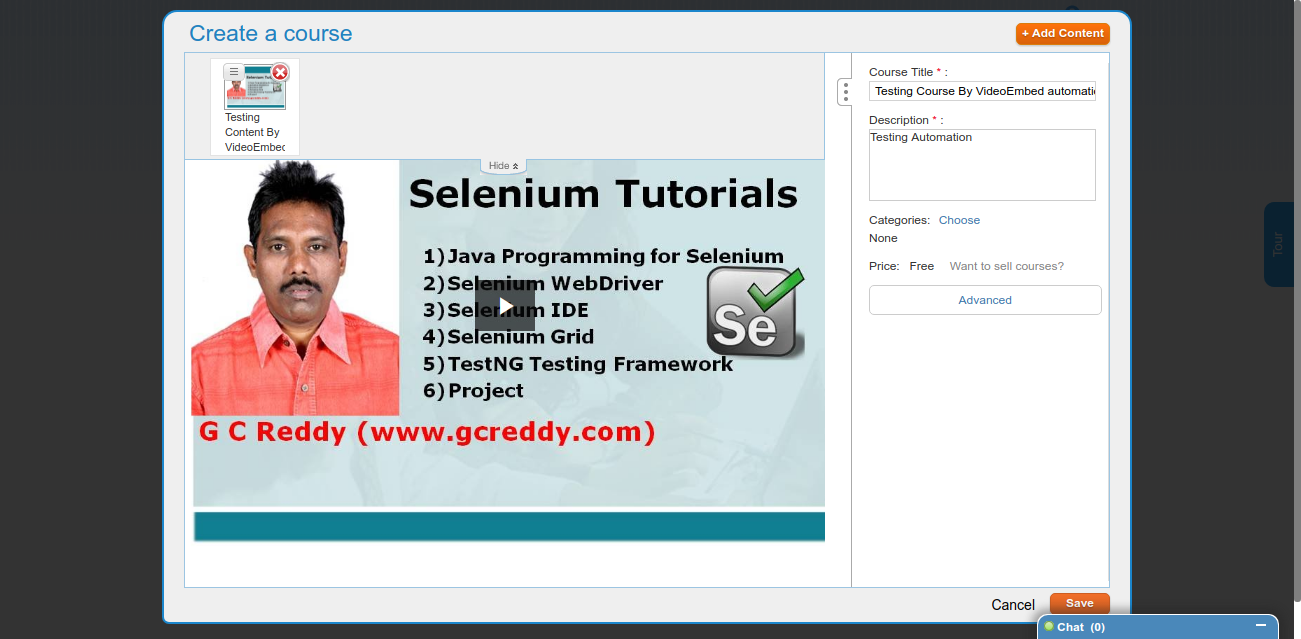 Create a course
+ Add Content
Testing
Content By
VideoEmbec
Hide
Selenium Tutorials
1) Java Programming for Selenium
2) Selenium WebDriver
3) Selenium IDE
4) Selenium Grid
5) TestNG Testing Framework
6) Project
Se
G C Reddy (www.gcreddy.com)
Course Title * :
Testing Course By VideoEmbed automati
Description * :
Testing Automation
Categories: Choose
None
Price: Free Want to sell courses?
Advanced
Tour
Cancel
Save
Chat (0)